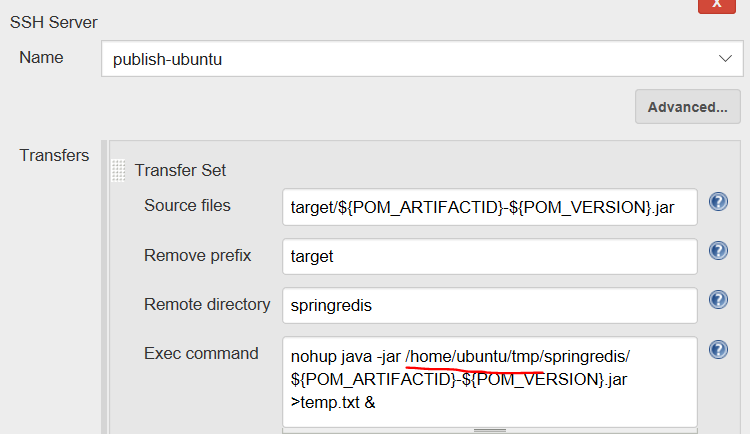 X
SSH Server
Name
publish-ubuntu
Advanced...
Transfers
Transfer Set
Source files
target/${POM_ARTIFACTID}-${POM_VERSION}.jar
Remove prefix
target
Remote directory
springredis
Exec command
nohup java -jar /home/ubuntu/tmp/springredis/
${POM_ARTIFACTID}-${POM_VERSION}.jar
>temp.txt &